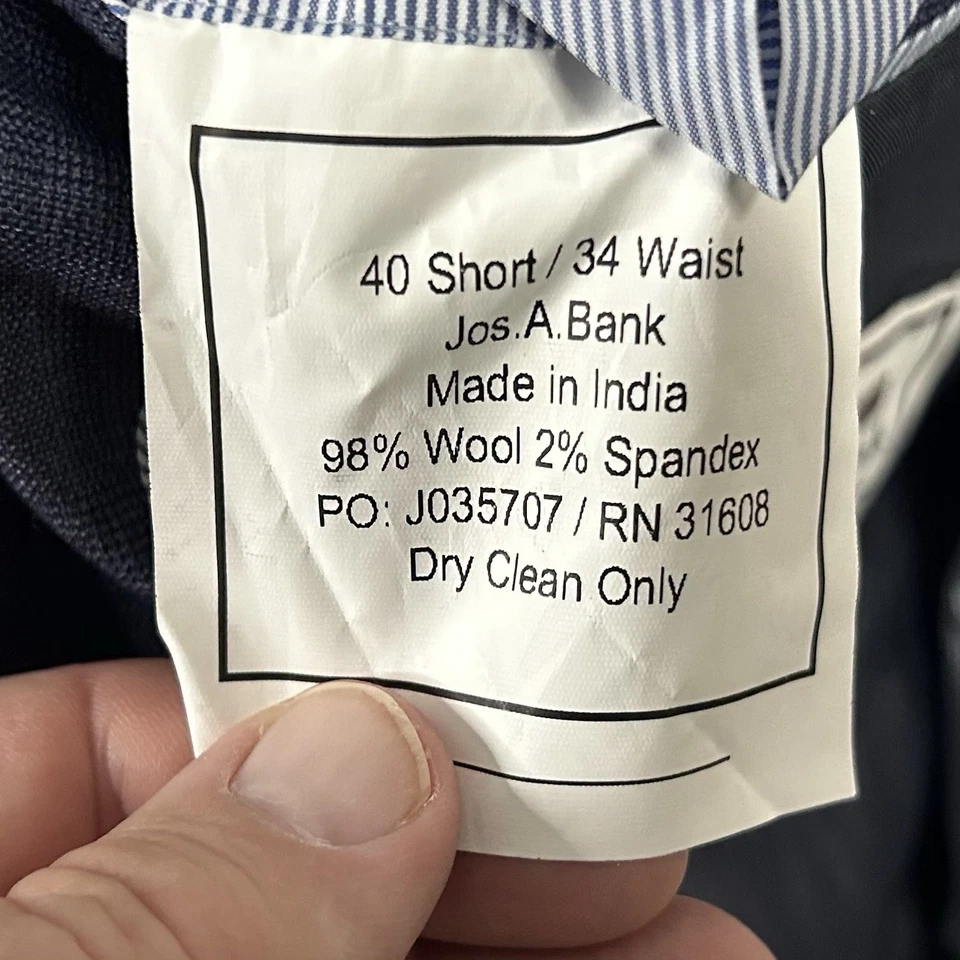 40 Short / 34 Waist
Jos.A.Bank
Made in India
98% Wool 2% Spandex
PO: J035707 / RN 31608
Dry Clean Only